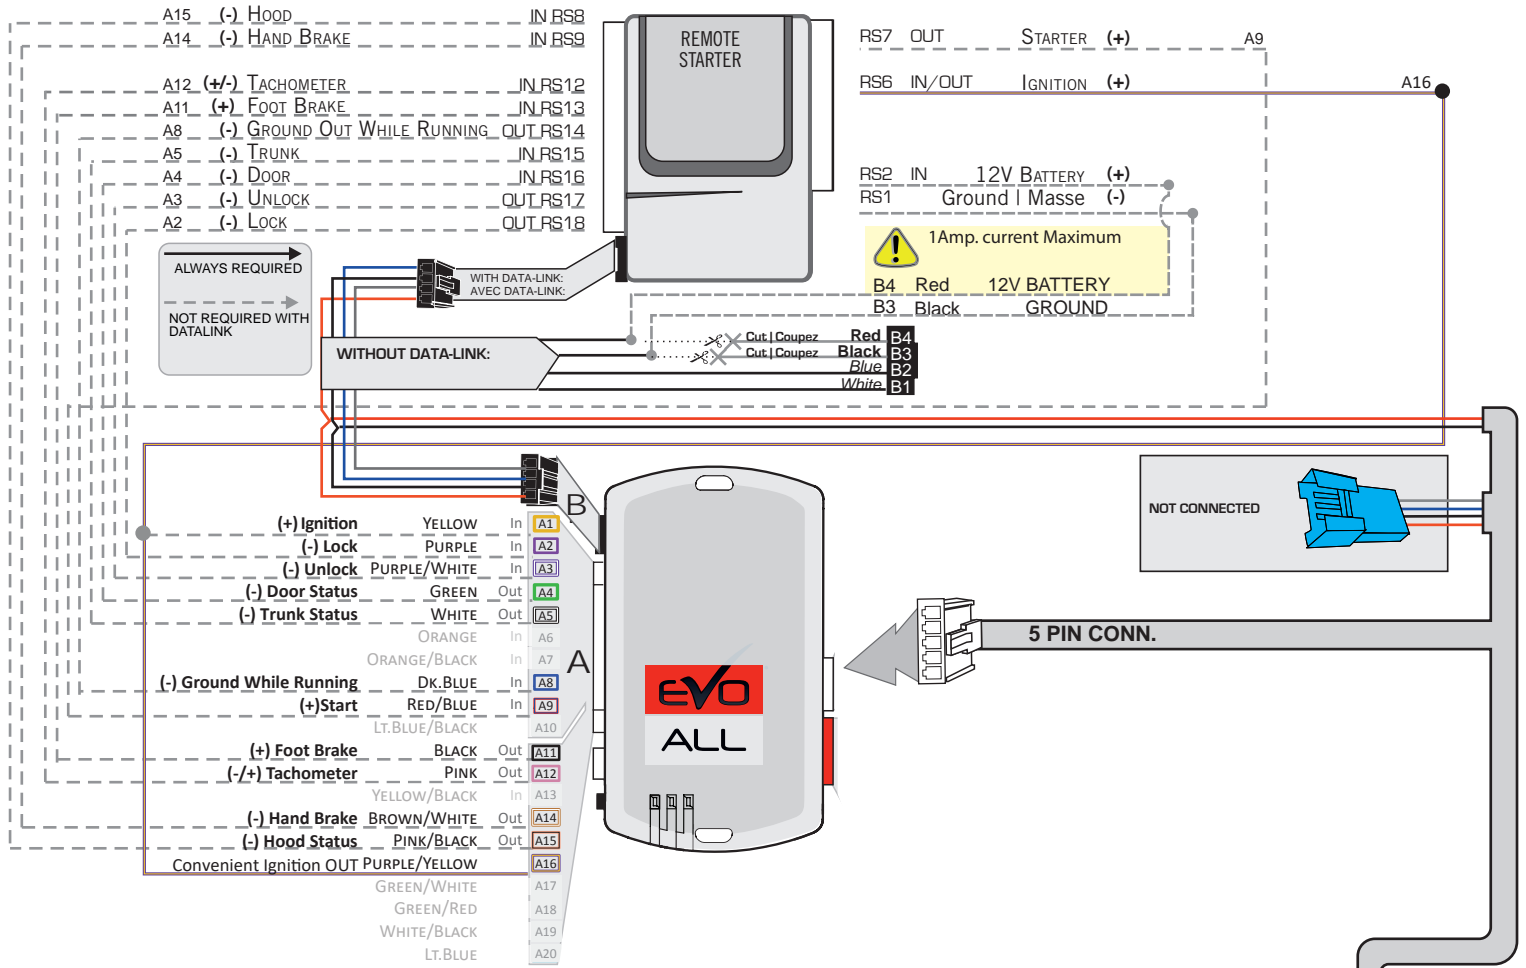 A15 (-) HOOD IN RS8
A14 (-) HAND BRAKE IN RS9
A12 (+/-) TACHOMETER IN RS12
A11 (+) FOOT BRAKE IN RS13
A8 (-) GROUND OUT WHILE RUNNING OUT RS14
A5 (-) TRUNK IN RS15
A4 (-) DOOR IN RS16
A3 (-) UNLOCK OUT RS17
A2 (-) LOCK OUT RS18
REMOTE
STARTER
RS7 OUT STARTER (+) A9
RS6 IN/OUT IGNITION (+) A16
RS2 IN 12V BATTERY (+)
RS1 Ground | Masse (-)
1Amp. current Maximum
B4 Red 12V BATTERY
B3 Black GROUND
ALWAYS REQUIRED
NOT REQUIRED WITH
DATALINK
WITH DATA-LINK:
AVEC DATA-LINK:
WITHOUT DATA-LINK:
Cut | Coupez Red B4
Cut | Coupez Black B3
Blue B2
White B1
NOT CONNECTED
B
A
(+) Ignition YELLOW In A1
(-) Lock PURPLE In A2
(-) Unlock PURPLE/WHITE In A3
(-) Door Status GREEN Out A4
(-) Trunk Status WHITE Out A5
ORANGE In A6
ORANGE/BLACK In A7
(-) Ground While Running DK.BLUE In A8
(+)Start RED/BLUE In A9
LT.BLUE/BLACK A10
(+) Foot Brake BLACK Out A11
(-/+) Tachometer PINK Out A12
YELLOW/BLACK In A13
(-) Hand Brake BROWN/WHITE Out A14
(-) Hood Status PINK/BLACK Out A15
Convenient Ignition OUT PURPLE/YELLOW A16
GREEN/WHITE A17
GREEN/RED A18
WHITE/BLACK A19
LT.BLUE A20
EVO
ALL
5 PIN CONN.